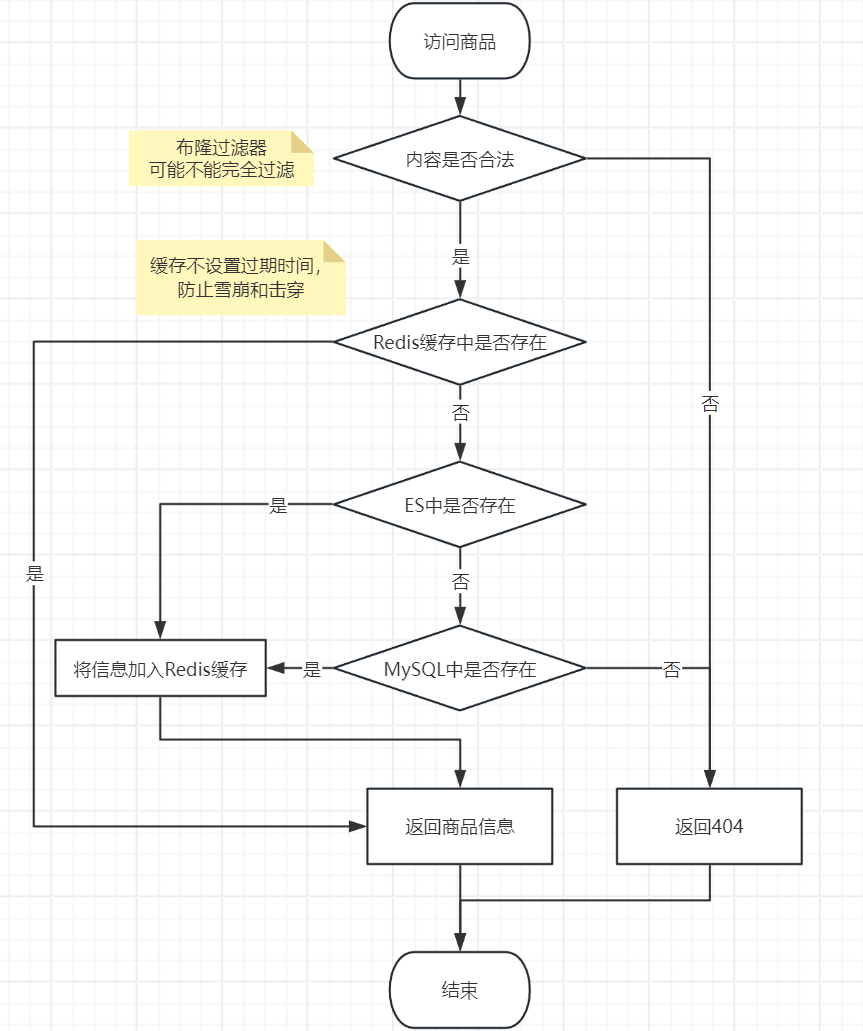 访问商品
布隆过滤器
可能不能完全过滤
内容是否合法
是
缓存不设置过期时间，
防止雪崩和击穿
Redis缓存中是否存在
否
否
ES中是否存在
是
是
否
将信息加入Redis缓存
是
MySQL中是否存在
否
返回商品信息
返回404
结束